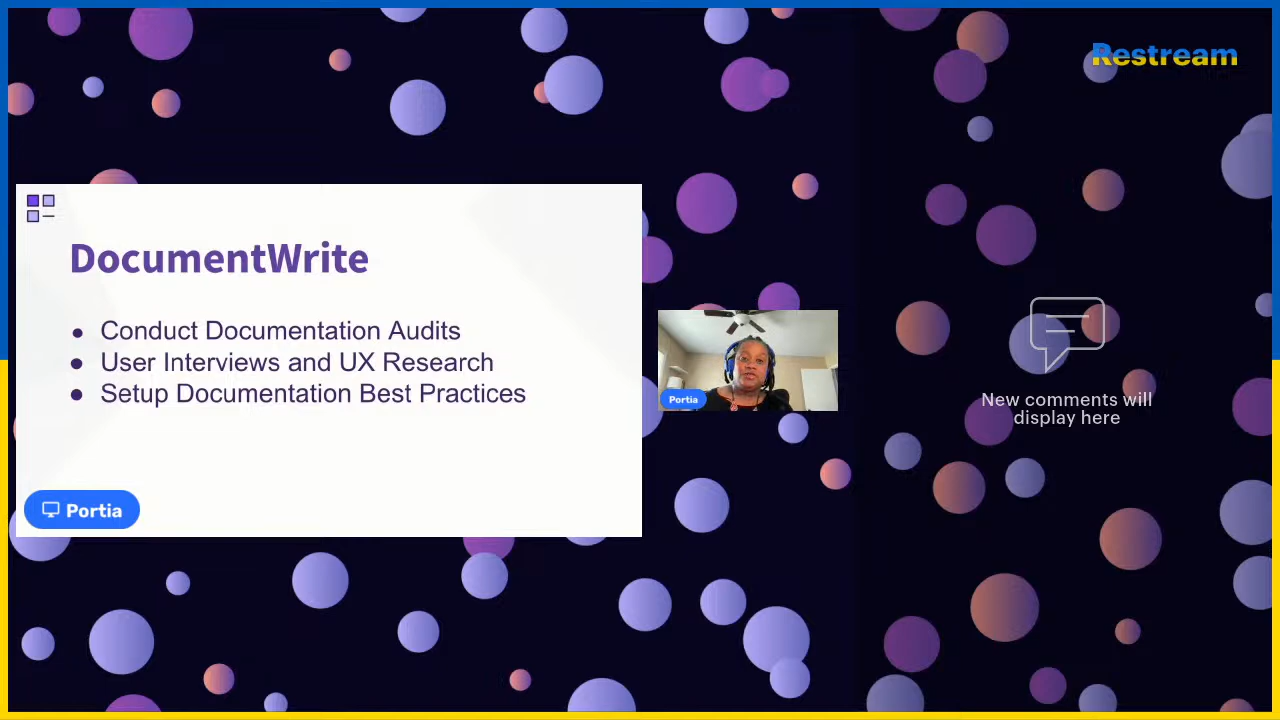 Restream
DocumentWrite
• Conduct Documentation Audits
• User Interviews and UX Research
• Setup Documentation Best Practices
Portia
Portia
New comments will
display here